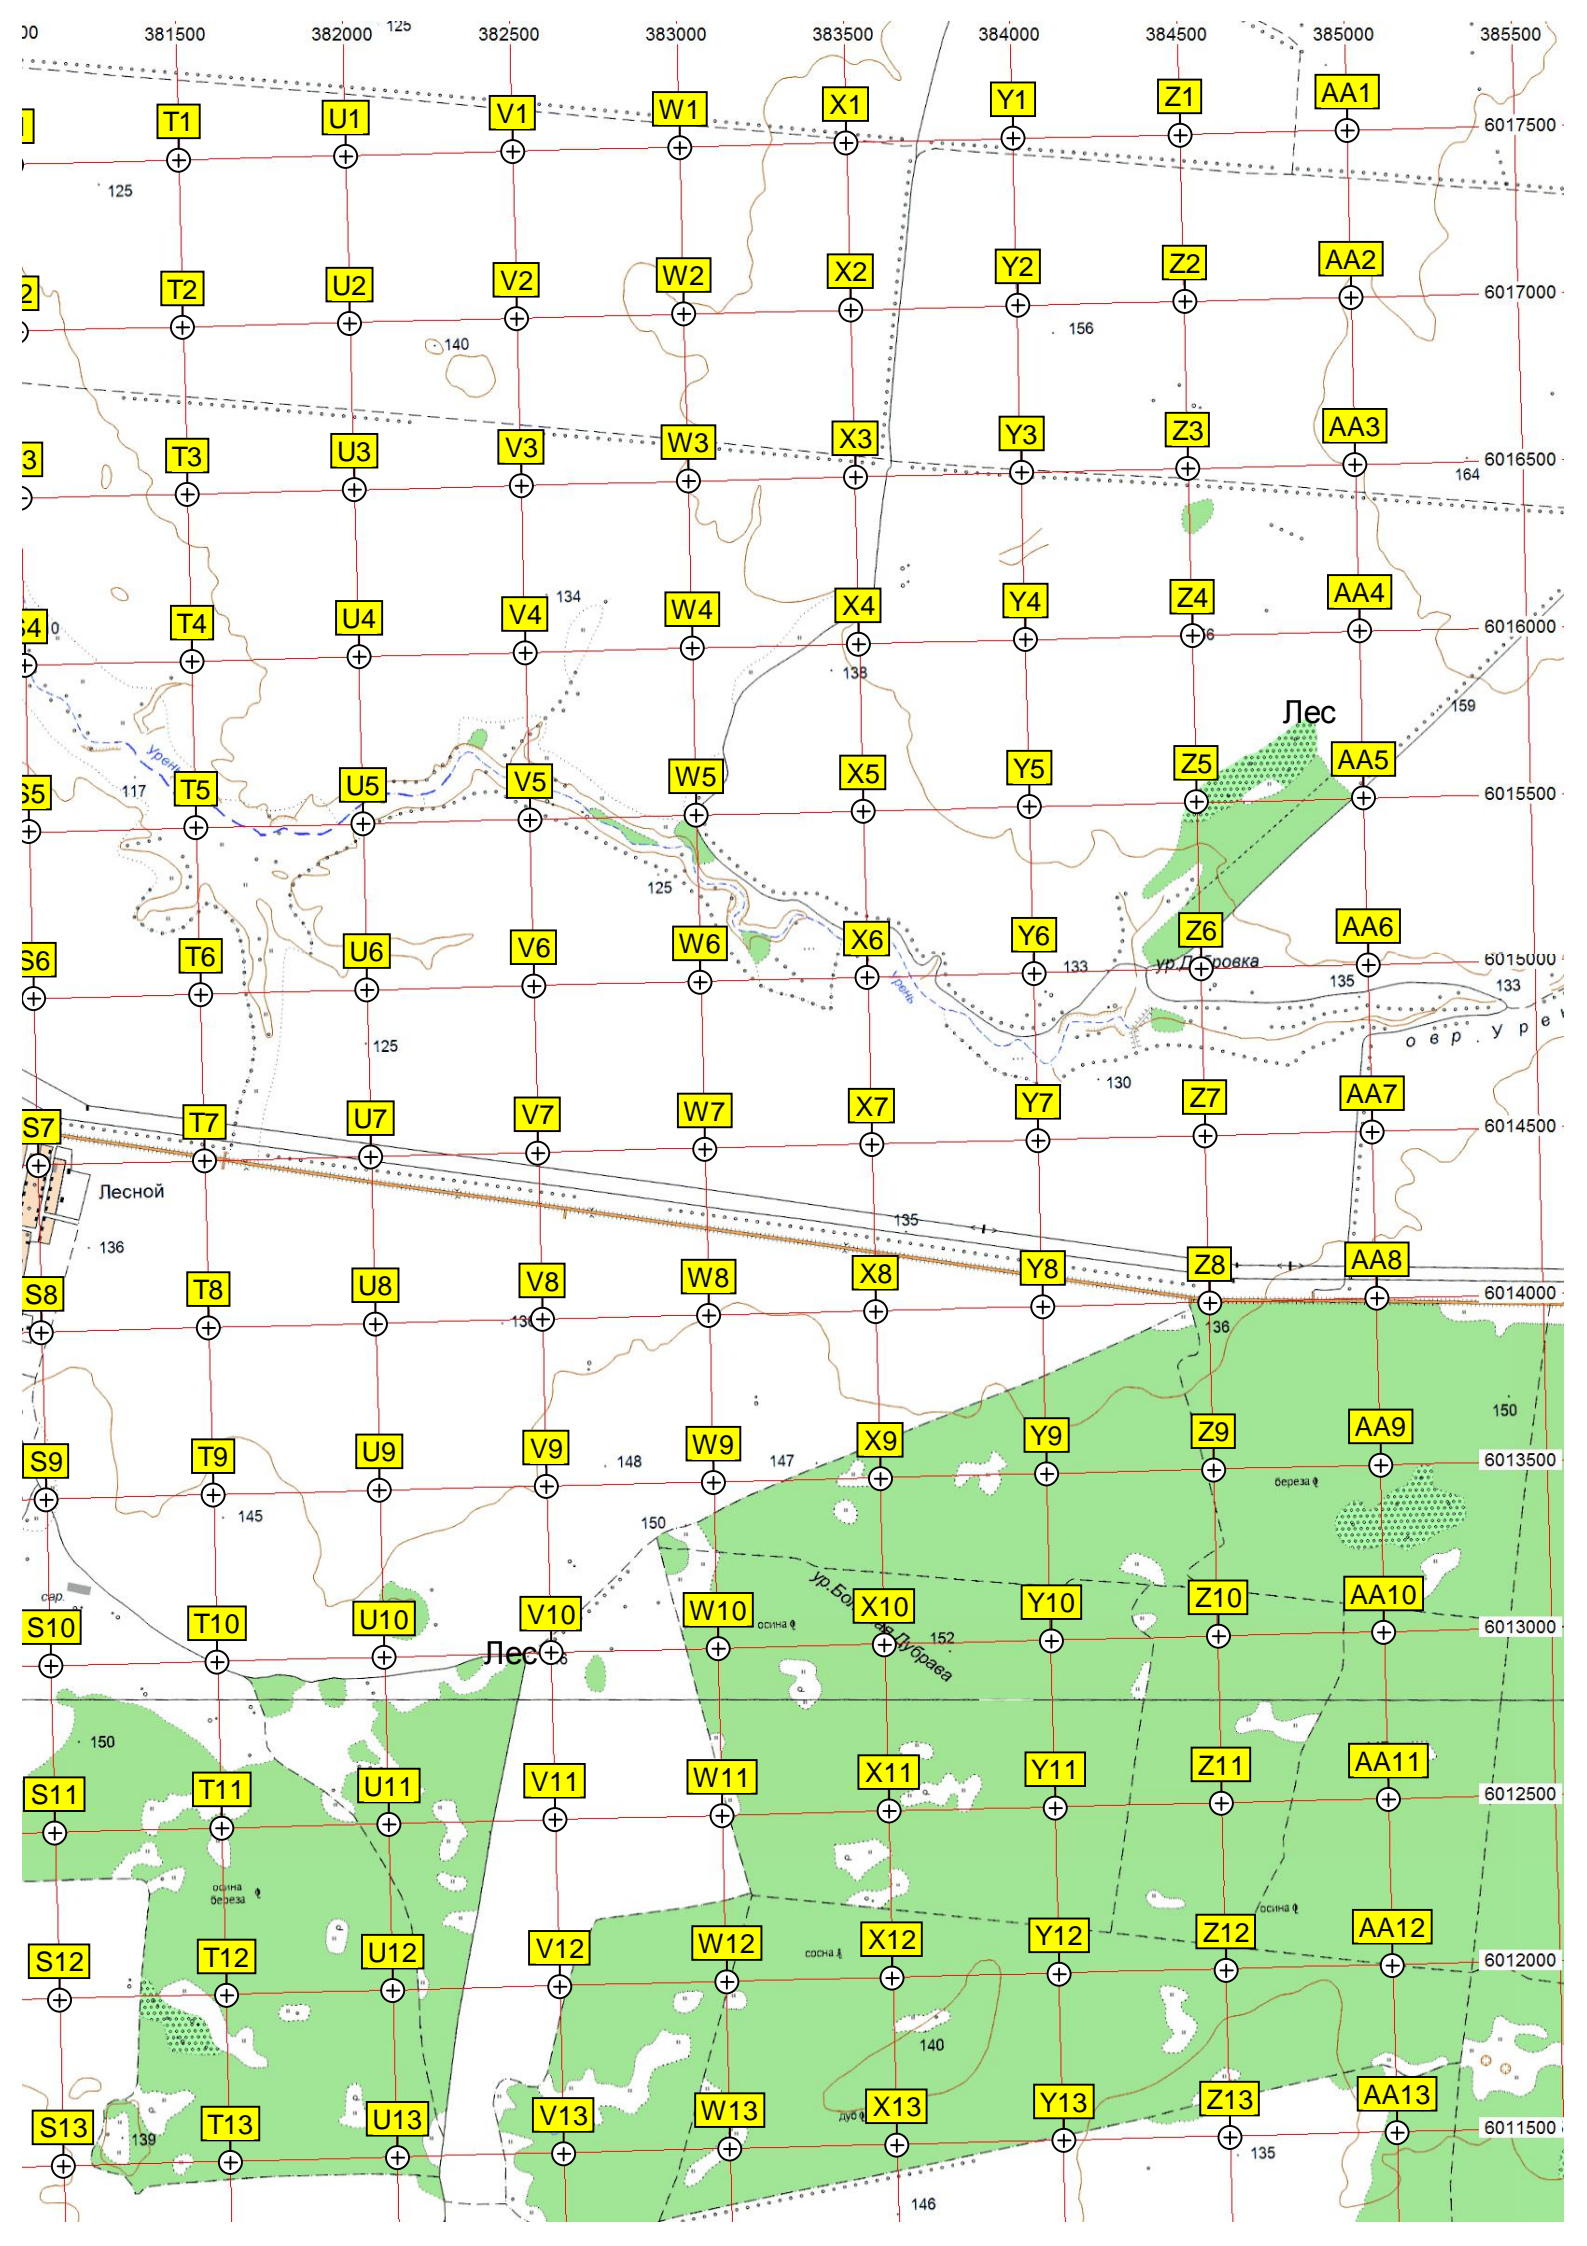 00 381500 382000 125 382500 383000 383500 384000 384500 385000 385500
T1 U1 V1 W1 X1 Y1 Z1 AA1
6017500
125
T2 U2 V2 W2 X2 Y2 Z2 AA2
6017000
140 156
T3 U3 V3 W3 X3 Y3 Z3 AA3
6016500
164
134
S4 T4 U4 V4 W4 X4 Y4 Z4 AA4
6016000
138
Лес
159
урень
117
S5 T5 U5 V5 W5 X5 Y5 Z5 AA5
6015500
125
S6 T6 U6 V6 W6 X6 Y6 Z6 AA6
6015000
133 135 133
урень
овр. Урень
125
130
S7 T7 U7 V7 W7 X7 Y7 Z7 AA7
6014500
Лесной
135
136
S8 T8 U8 V8 W8 X8 Y8 Z8 AA8
6014000
136
150
S9 T9 U9 V9 W9 X9 Y9 Z9 AA9
6013500
148 147
береза
145
150
сар.
S10 T10 U10 V10 W10 X10 Y10 Z10 AA10
6013000
осина
152
Лес
150
S11 T11 U11 V11 W11 X11 Y11 Z11 AA11
6012500
осина
береза
осина
S12 T12 U12 V12 W12 X12 Y12 Z12 AA12
6012000
сосна
140
S13 T13 U13 V13 W13 X13 Y13 Z13 AA13
6011500
дуб
139
135
146